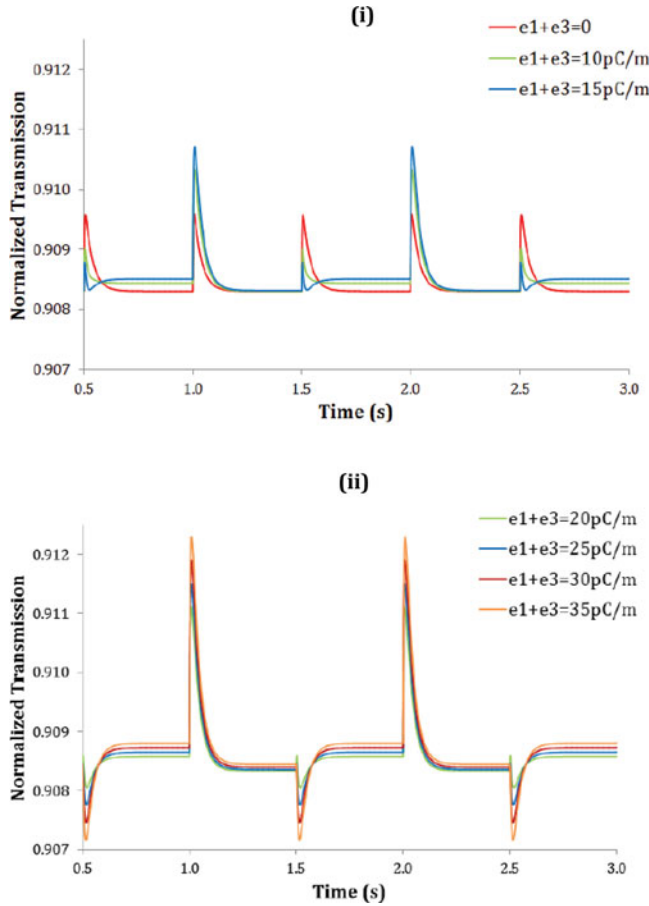 (i)
e1+e3=0
e1+e3=10pC/m
e1+e3=15pC/m
0.912
0.911
0.910
0.909
0.908
0.907
Normalized Transmission
0.5 1.0 1.5 2.0 2.5 3.0
Time (s)
(ii)
e1+e3=20pC/m
e1+e3=25pC/m
e1+e3=30pC/m
e1+e3=35pC/m
0.912
0.911
0.910
0.909
0.908
0.907
Normalized Transmission
0.5 1.0 1.5 2.0 2.5 3.0
Time (s)